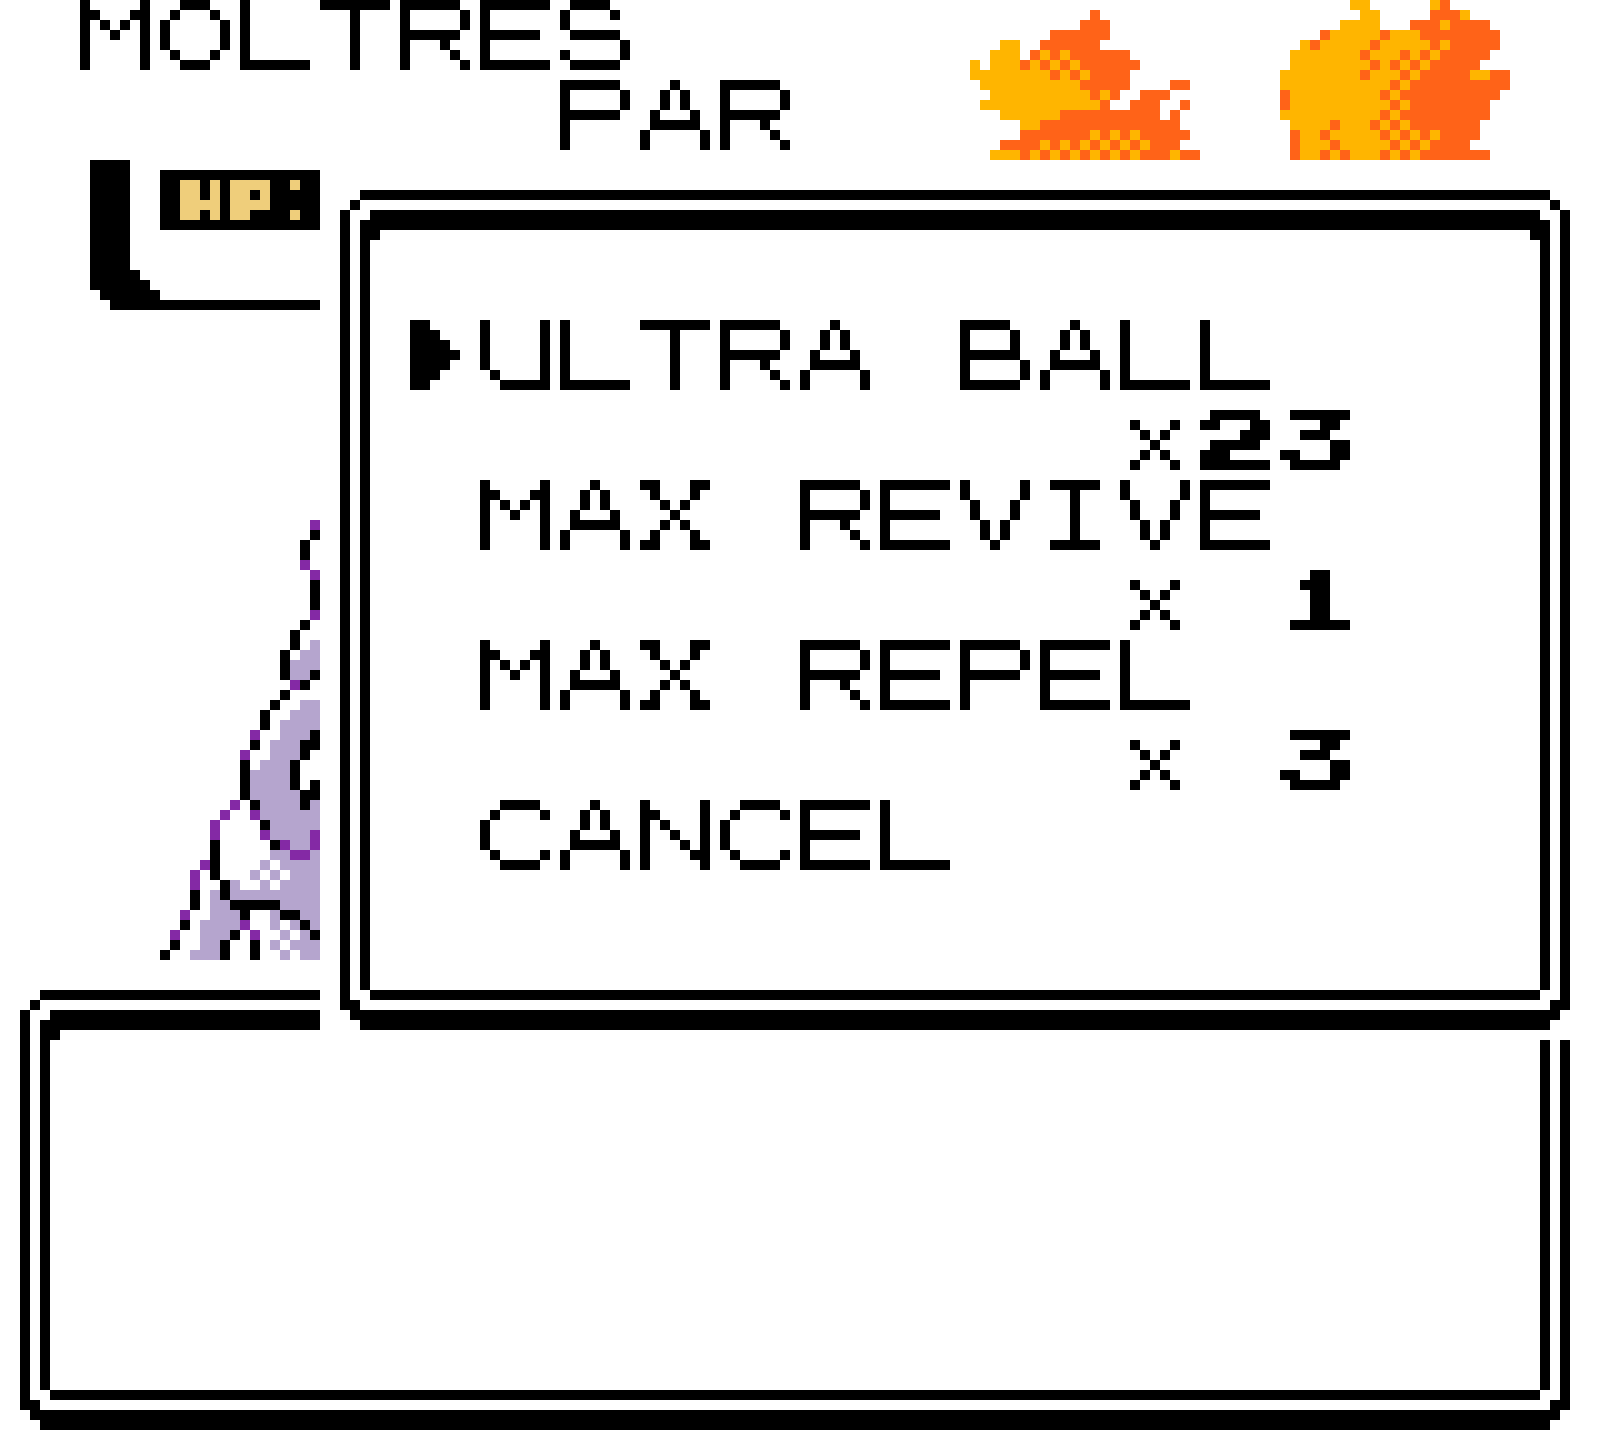 MOLTRES
PAR
HP:
▶ULTRA BALL
×23
MAX REVIVE
× 1
MAX REPEL
× 3
CANCEL